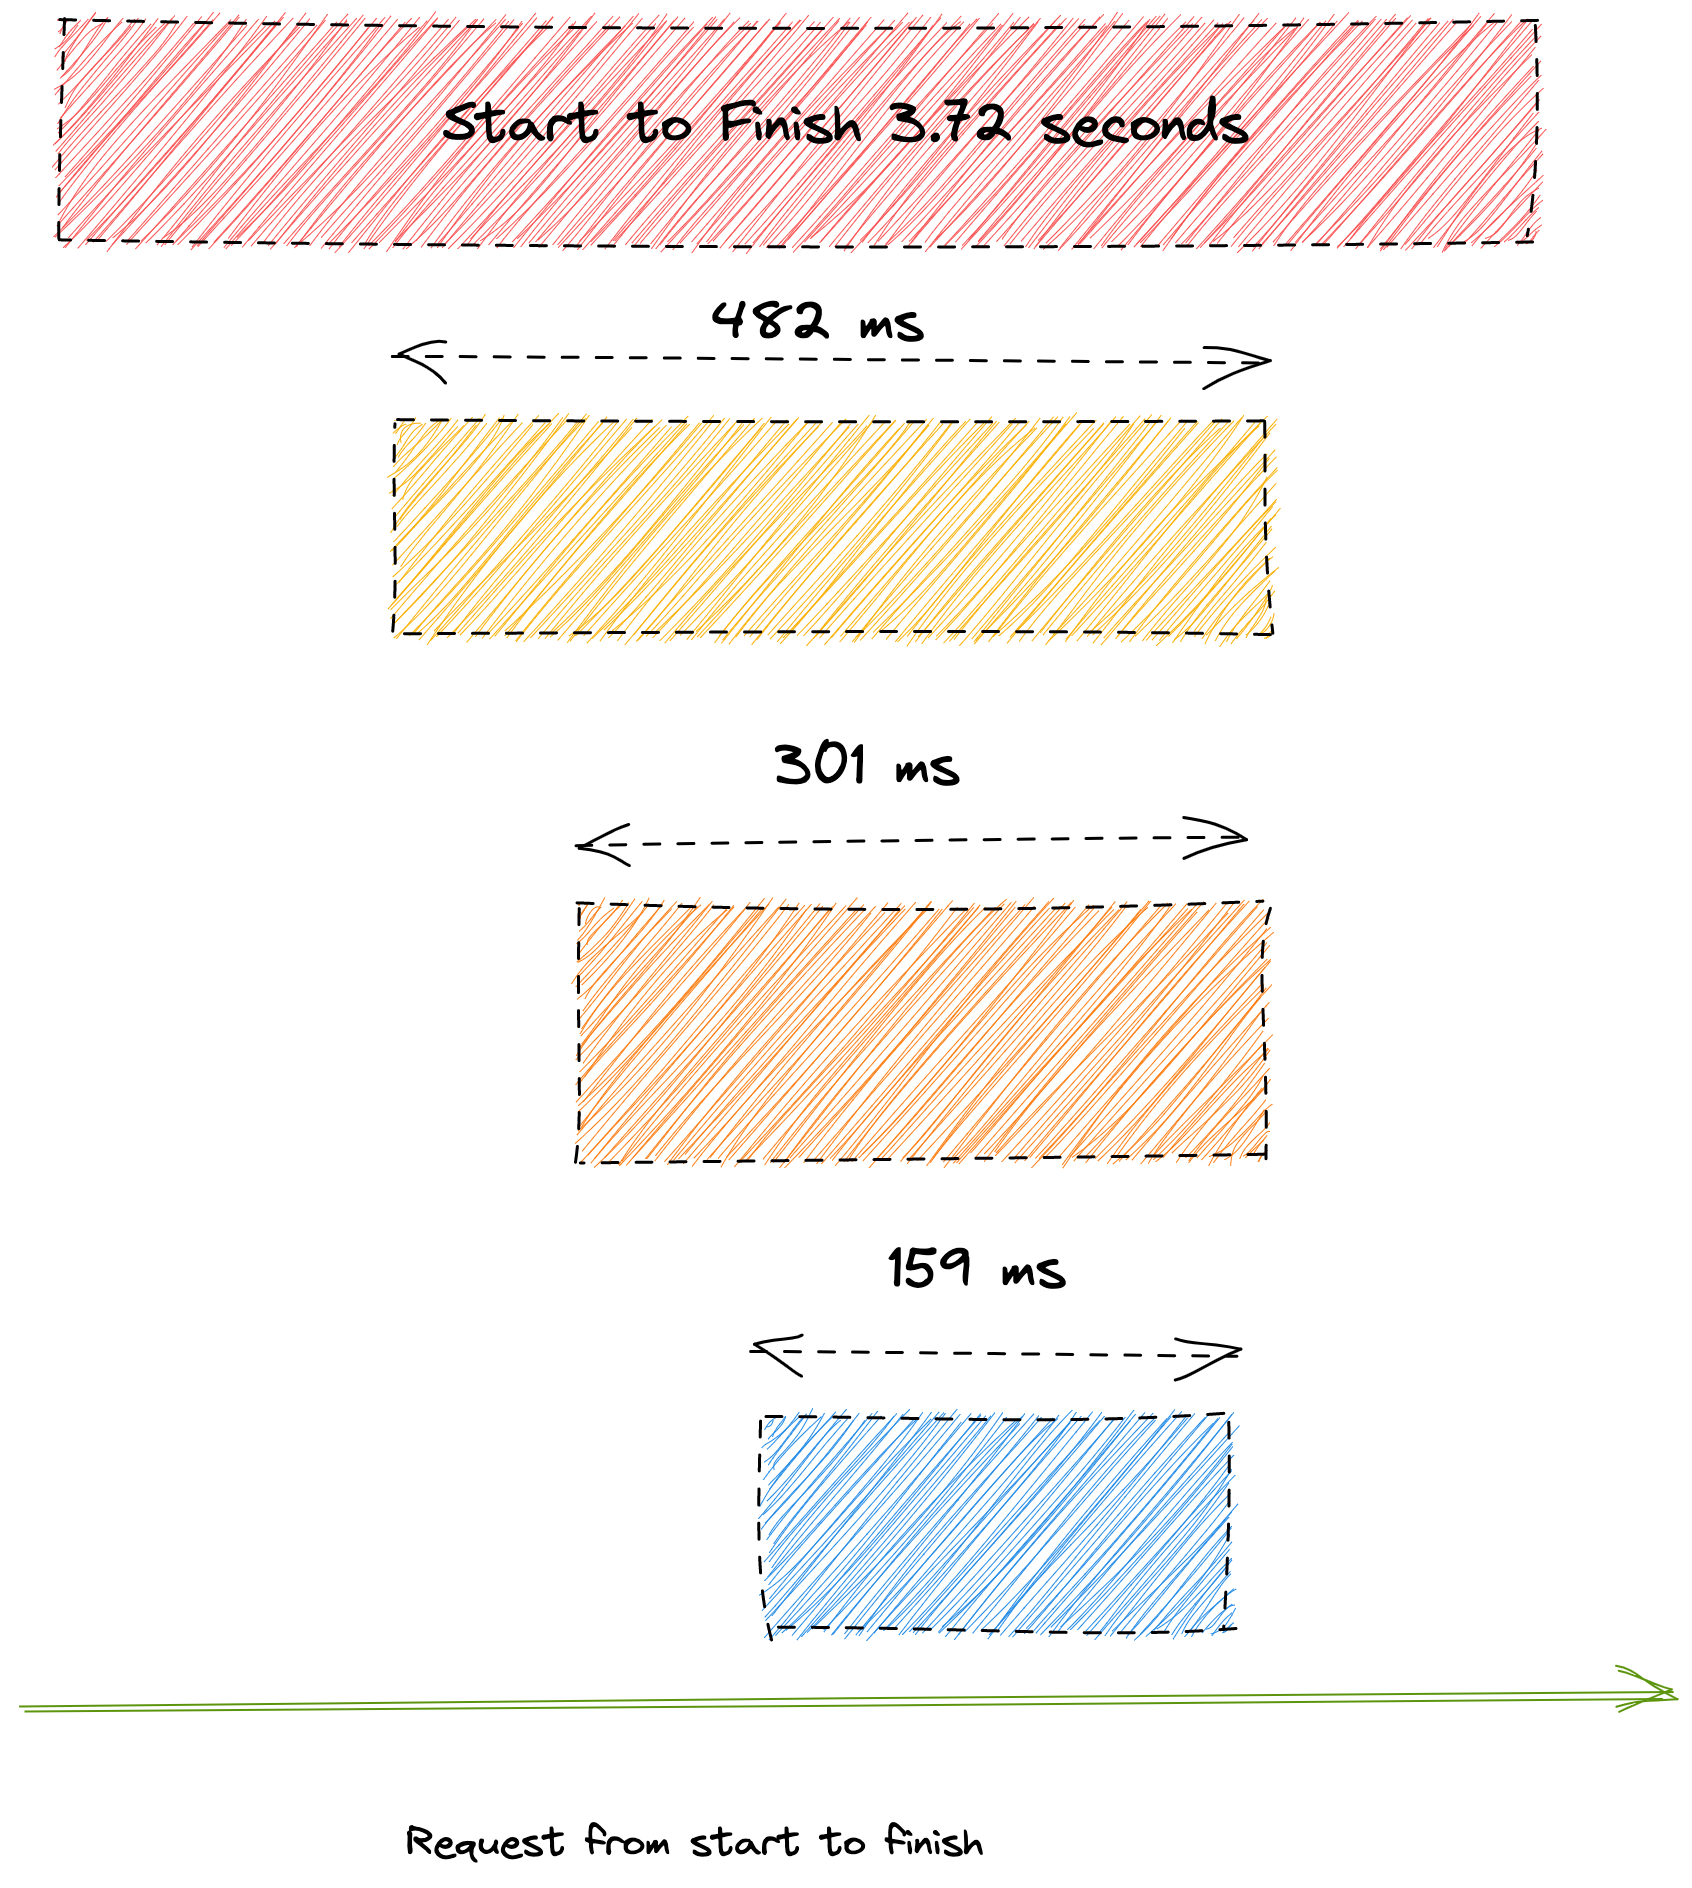 Start to Finish 3.72 seconds
482 ms
301 ms
159 ms
Request from start to finish